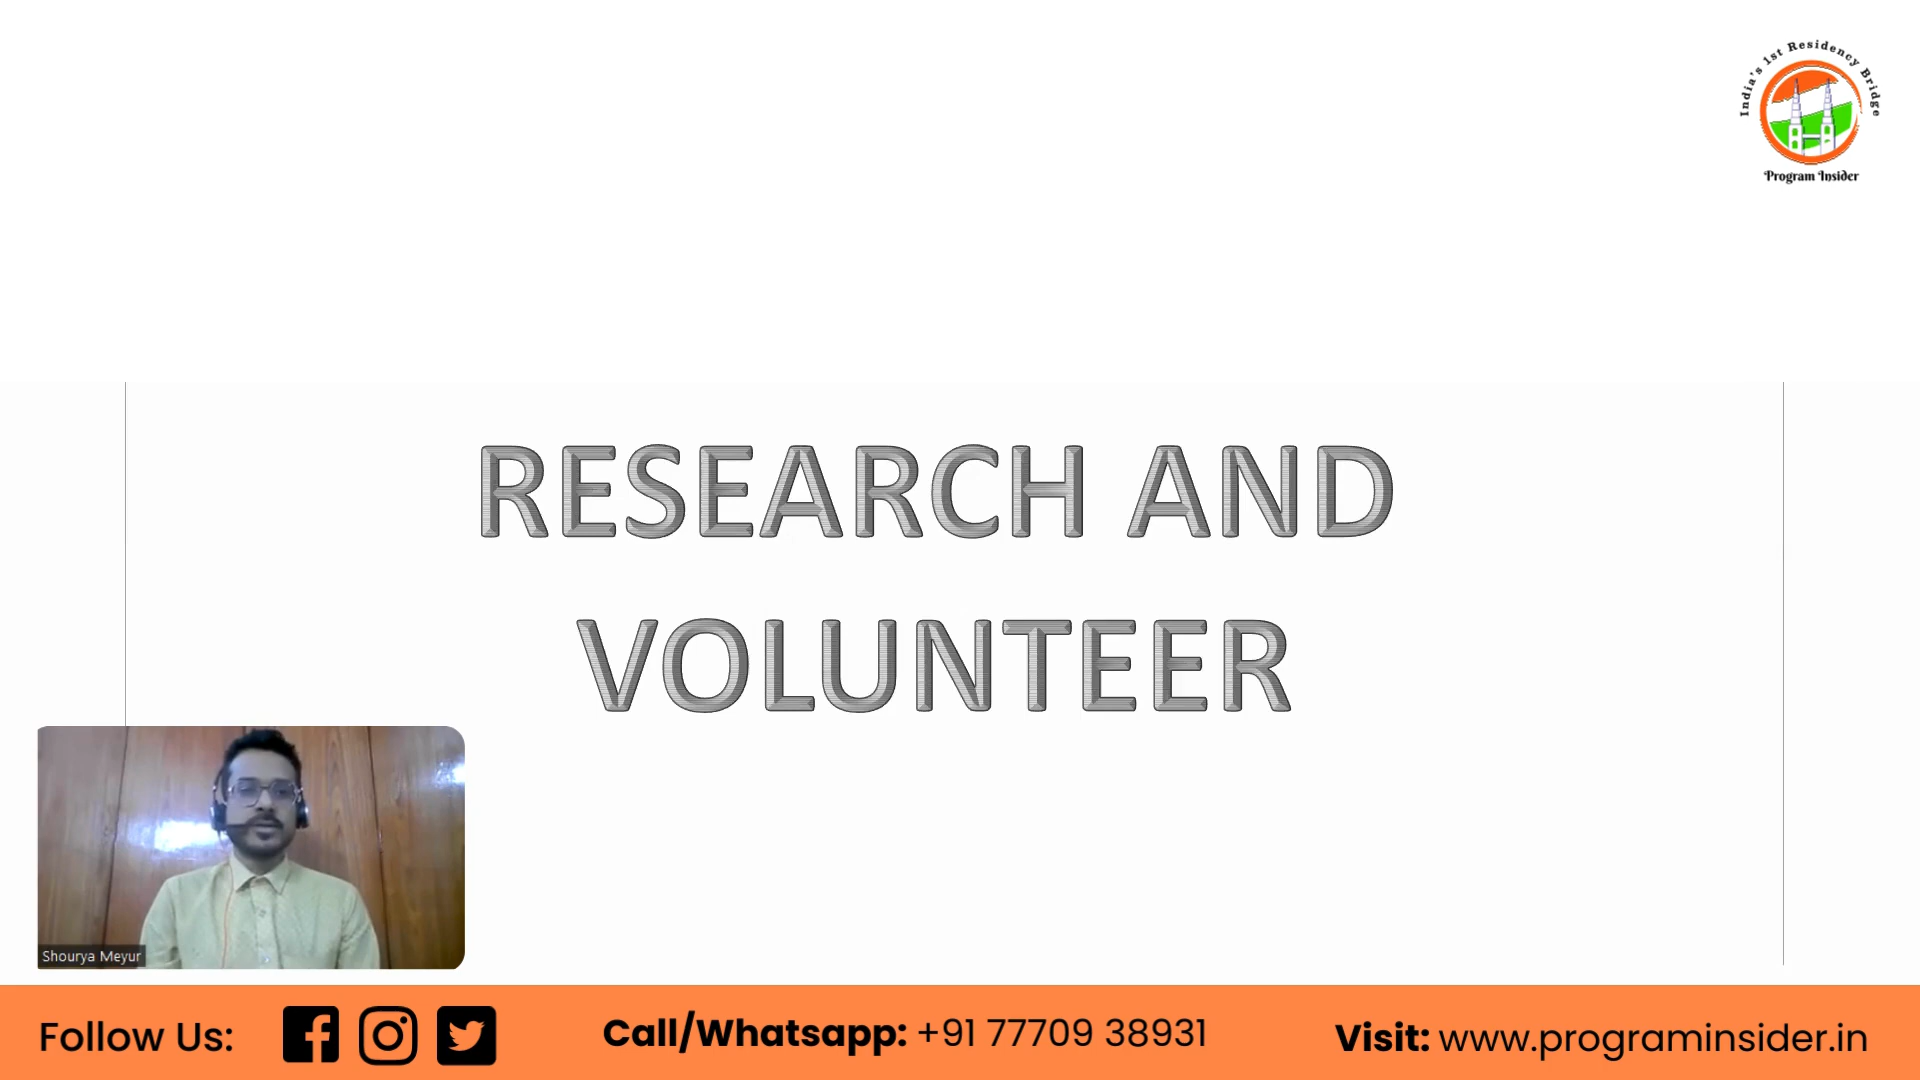 India's 1st Residency Bridge
Program Insider
RESEARCH AND
VOLUNTEER
Shourya Meyur
Follow Us:
Call/Whatsapp: +91 77709 38931
Visit: www.programinsider.in